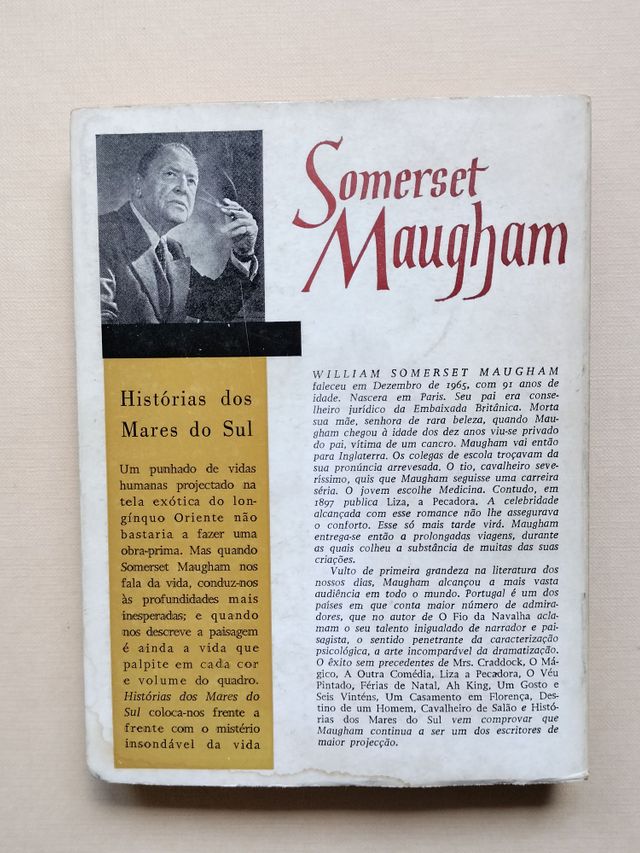 Somerset
Maugham
Histórias dos
Mares do Sul
Um punhado de vidas
humanas projectado na
tela exótica do lon-
gínquo Oriente não
bastaria a fazer uma
obra-prima. Mas quando
Somerset Maugham nos
fala da vida, conduz-nos
às profundidades mais
inesperadas; e quando
nos descreve a paisagem
é ainda a vida que
palpite em cada cor
e volume do quadro.
Histórias dos Mares do
Sul coloca-nos frente a
frente com o mistério
insondável da vida
WILLIAM SOMERSET MAUGHAM
faleceu em Dezembro de 1965, com 91 anos de
idade. Nascera em Paris. Seu pai era conse-
lheiro jurídico da Embaixada Britânica. Morta
sua mãe, senhora de rara beleza, quando Mau-
gham chegou à idade dos dez anos viu-se privado
do pai, vítima de um cancro. Maugham vai então
para Inglaterra. Os colegas de escola troçavam da
sua pronúncia arrevesada. O tio, cavalheiro seve-
ríssimo, quis que Maugham seguisse uma carreira
séria. O jovem escolhe Medicina. Contudo, em
1897 publica Liza, a Pecadora. A celebridade
alcançada com esse romance não lhe assegurava
o conforto. Esse só mais tarde virá. Maugham
entrega-se então a prolongadas viagens, durante
as quais colheu a substância de muitas das suas
criações.
Vulto de primeira grandeza na literatura dos
nossos dias, Maugham alcançou a mais vasta
audiência em todo o mundo. Portugal é um dos
países em que conta maior número de admira-
dores, que no autor de O Fio da Navalha acla-
mam o seu talento inigualado de narrador e pai-
sagista, o sentido penetrante da caracterização
psicológica, a arte incomparável da dramatização.
O êxito sem precedentes de Mrs. Craddock, O Má-
gico, A Outra Comédia, Liza a Pecadora, O Véu
Pintado, Férias de Natal, Ah King, Um Gosto e
Seis Vinténs, Um Casamento em Florença, Des-
tino de um Homem, Cavalheiro de Salão e Histó-
rias dos Mares do Sul vem comprovar que
Maugham continua a ser um dos escritores de
maior projecção.